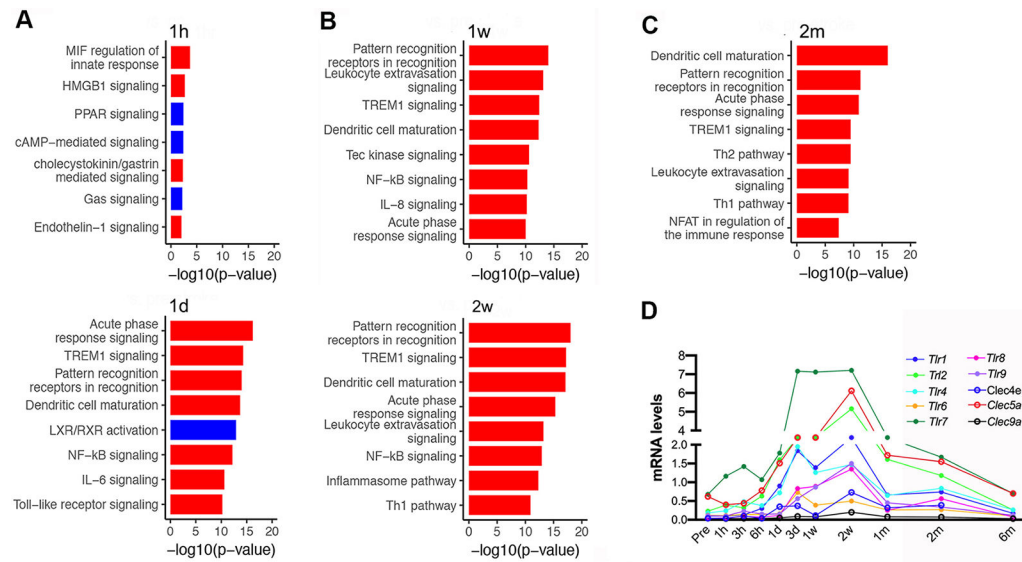 A
1h
MIF regulation of
innate response
HMGB1 signaling
PPAR signaling
cAMP−mediated signaling
cholecystokinin/gastrin
mediated signaling
Gas signaling
Endothelin−1 signaling
0 5 10 15 20
−log10(p−value)
B
1w
Pattern recognition
receptors in recognition
Leukocyte extravasation
signaling
TREM1 signaling
Dendritic cell maturation
Tec kinase signaling
NF−kB signaling
IL−8 signaling
Acute phase
response signaling
0 5 10 15 20
−log10(p−value)
C
2m
Dendritic cell maturation
Pattern recognition
receptors in recognition
Acute phase
response signaling
TREM1 signaling
Th2 pathway
Leukocyte extravasation
signaling
Th1 pathway
NFAT in regulation of
the immune response
0 5 10 15 20
−log10(p−value)
1d
Acute phase
response signaling
TREM1 signaling
Pattern recognition
receptors in recognition
Dendritic cell maturation
LXR/RXR activation
NF−kB signaling
IL−6 signaling
Toll−like receptor signaling
0 5 10 15 20
−log10(p−value)
2w
Pattern recognition
receptors in recognition
TREM1 signaling
Dendritic cell maturation
Acute phase
response signaling
Leukocyte extravasation
signaling
NF−kB signaling
Inflammasome pathway
Th1 pathway
0 5 10 15 20
−log10(p−value)
D
mRNA levels
8
7
6
5
4
2.0
1.5
1.0
0.5
0.0
Pre 1h 3h 6h 1d 3d 1w 2w 1m 2m 6m
Tlr1
Trl2
Tlr4
Tlr6
Tlr7
Tlr8
Tlr9
Clec4e
Clec5a
Clec9a